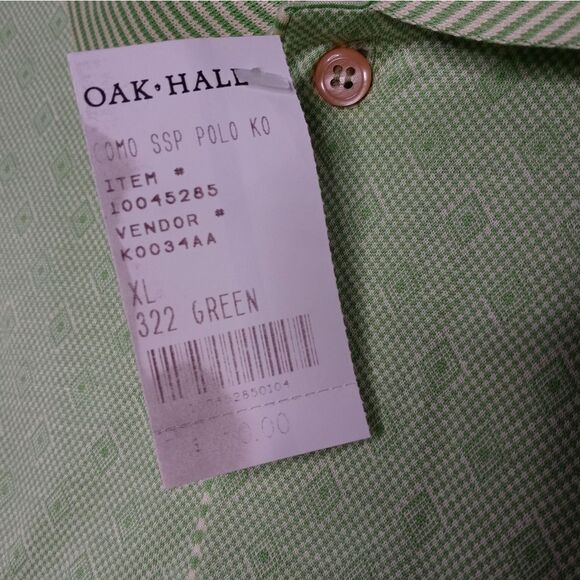 OAK HALL
COMO SSP POLO KO
ITEM #
10045285
VENDOR #
K0034AA
XL
322 GREEN